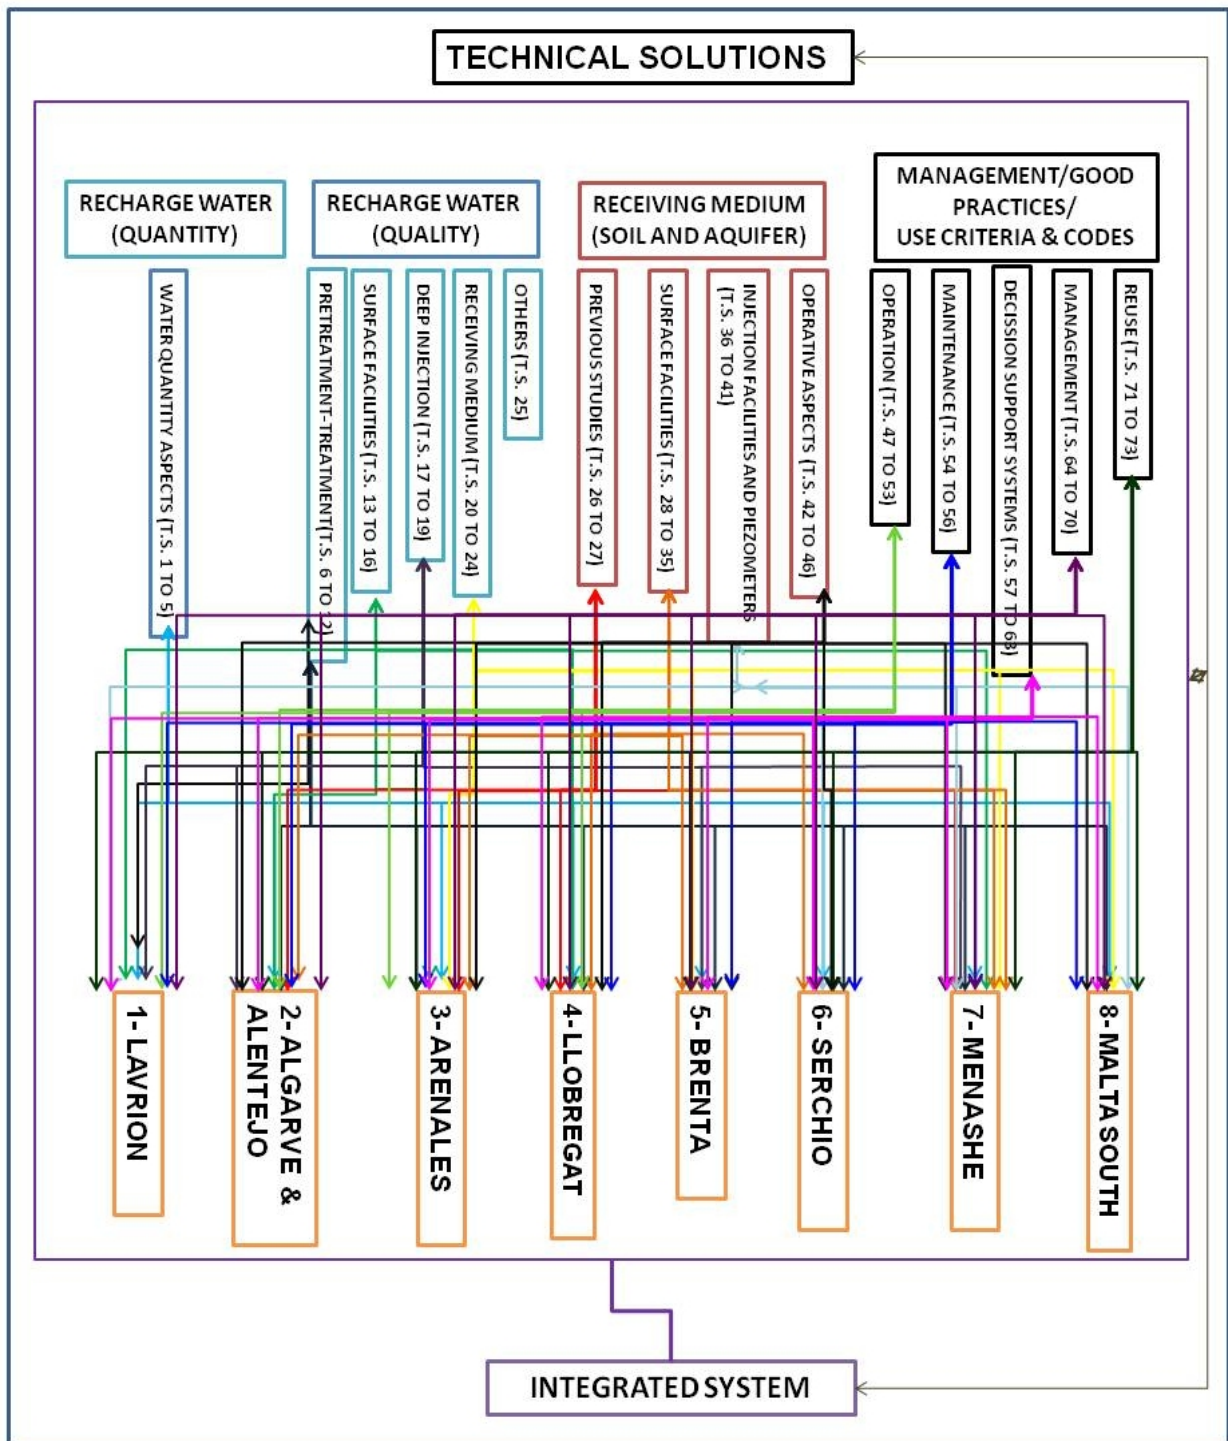 TECHNICAL SOLUTIONS
RECHARGE WATER
(QUANTITY)
RECHARGE WATER
(QUALITY)
RECEIVING MEDIUM
(SOIL AND AQUIFER)
MANAGEMENT/GOOD
PRACTICES/
USE CRITERIA & CODES
WATER QUANTITY ASPECTS (T.S. 1 TO 5)
PRETREATMENT-TREATMENT(T.S. 6 TO 12)
SURFACE FACILITIES (T.S. 13 TO 16)
DEEP INJECTION (T.S. 17 TO 19)
RECEIVING MEDIUM (T.S. 20 TO 24)
OTHERS (T.S. 25)
PREVIOUS STUDIES (T.S. 26 TO 27)
SURFACE FACILITIES (T.S. 28 TO 35)
INJECTION FACILITIES AND PIEZOMETERS
(T.S. 36 TO 41)
OPERATIVE ASPECTS (T.S. 42 TO 46)
OPERATION (T.S. 47 TO 53)
MAINTENANCE (T.S. 54 TO 56)
DECISSION SUPPORT SYSTEMS (T.S. 57 TO 63)
MANAGEMENT (T.S. 64 TO 70)
REUSE (T.S. 71 TO 73)
1- LAVRION
2- ALGARVE &
ALENTEJO
3- ARENALES
4- LLOBREGAT
5- BRENTA
6- SERCHIO
7- MENASHE
8- MALTA SOUTH
INTEGRATED SYSTEM